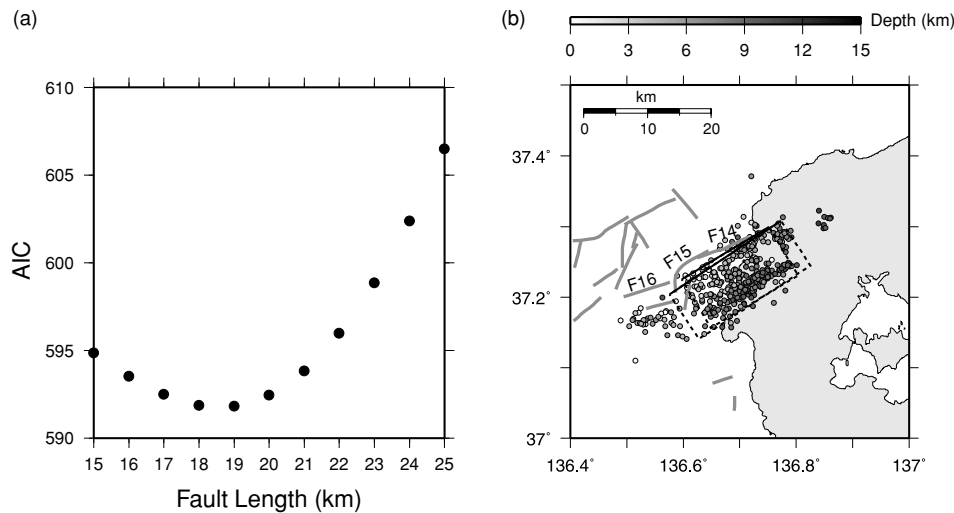 (a)
610
605
600
595
590
AIC
15 16 17 18 19 20 21 22 23 24 25
Fault Length (km)
(b)
Depth (km)
0 3 6 9 12 15
km
0 10 20
37.4°
37.2°
37°
F14
F15
F16
136.4° 136.6° 136.8° 137°